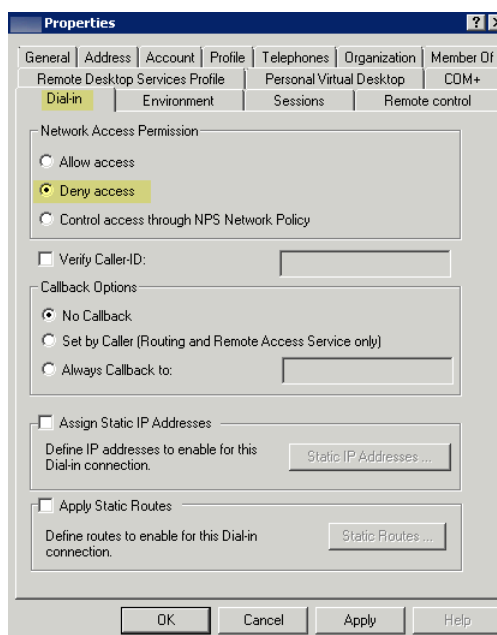 Properties
General Address Account Profile Telephones Organization Member Of
Remote Desktop Services Profile Personal Virtual Desktop COM+
Dial-in Environment Sessions Remote control
Network Access Permission
Allow access
Deny access
Control access through NPS Network Policy
Verify Caller-ID:
Callback Options
No Callback
Set by Caller (Routing and Remote Access Service only)
Always Callback to:
Assign Static IP Addresses
Define IP addresses to enable for this
Dial-in connection.
Static IP Addresses ...
Apply Static Routes
Define routes to enable for this Dial-in
connection.
Static Routes ...
OK Cancel Apply Help